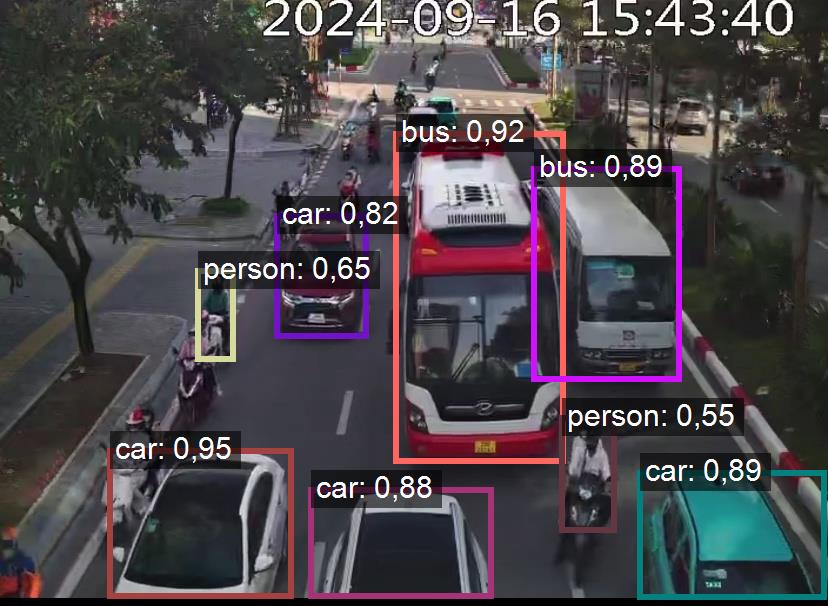 2024-09-16 15:43:40
bus: 0,92
bus: 0,89
car: 0,82
person: 0,65
person: 0,55
car: 0,95
car: 0,89
car: 0,88